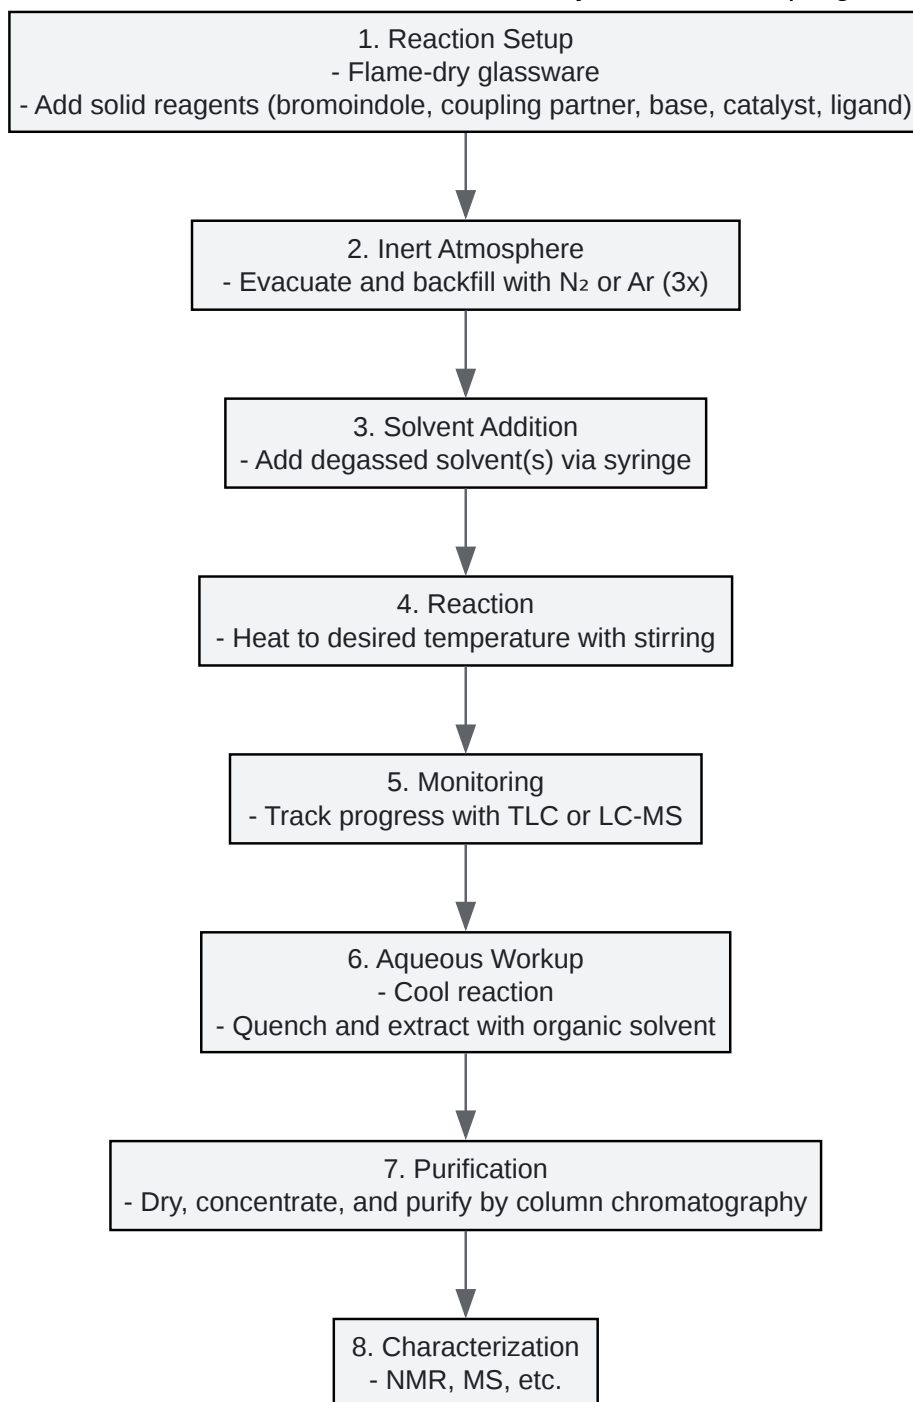 1. Reaction Setup
- Flame-dry glassware
- Add solid reagents (bromoindole, coupling partner, base, catalyst, ligand)
2. Inert Atmosphere
- Evacuate and backfill with N₂ or Ar (3x)
3. Solvent Addition
- Add degassed solvent(s) via syringe
4. Reaction
- Heat to desired temperature with stirring
5. Monitoring
- Track progress with TLC or LC-MS
6. Aqueous Workup
- Cool reaction
- Quench and extract with organic solvent
7. Purification
- Dry, concentrate, and purify by column chromatography
8. Characterization
- NMR, MS, etc.